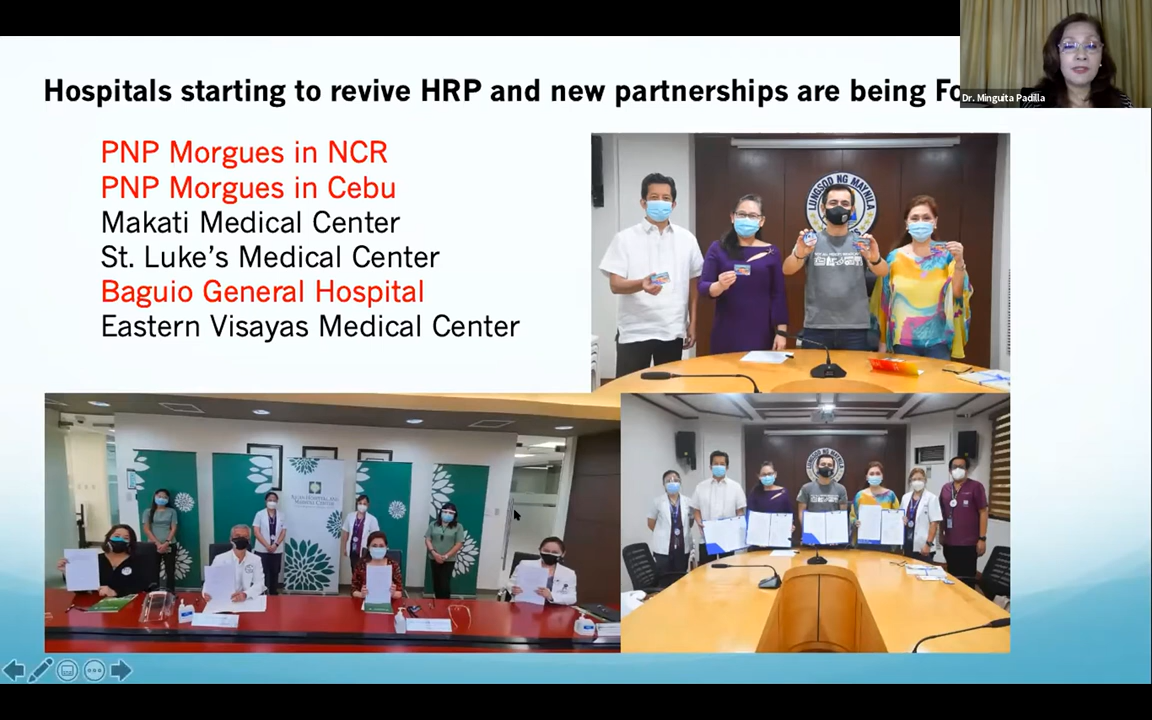 Hospitals starting to revive HRP and new partnerships are being Fo
Dr. Minguita Padilla
PNP Morgues in NCR
PNP Morgues in Cebu
Makati Medical Center
St. Luke’s Medical Center
Baguio General Hospital
Eastern Visayas Medical Center
LUNGSOD NG MAYNILA